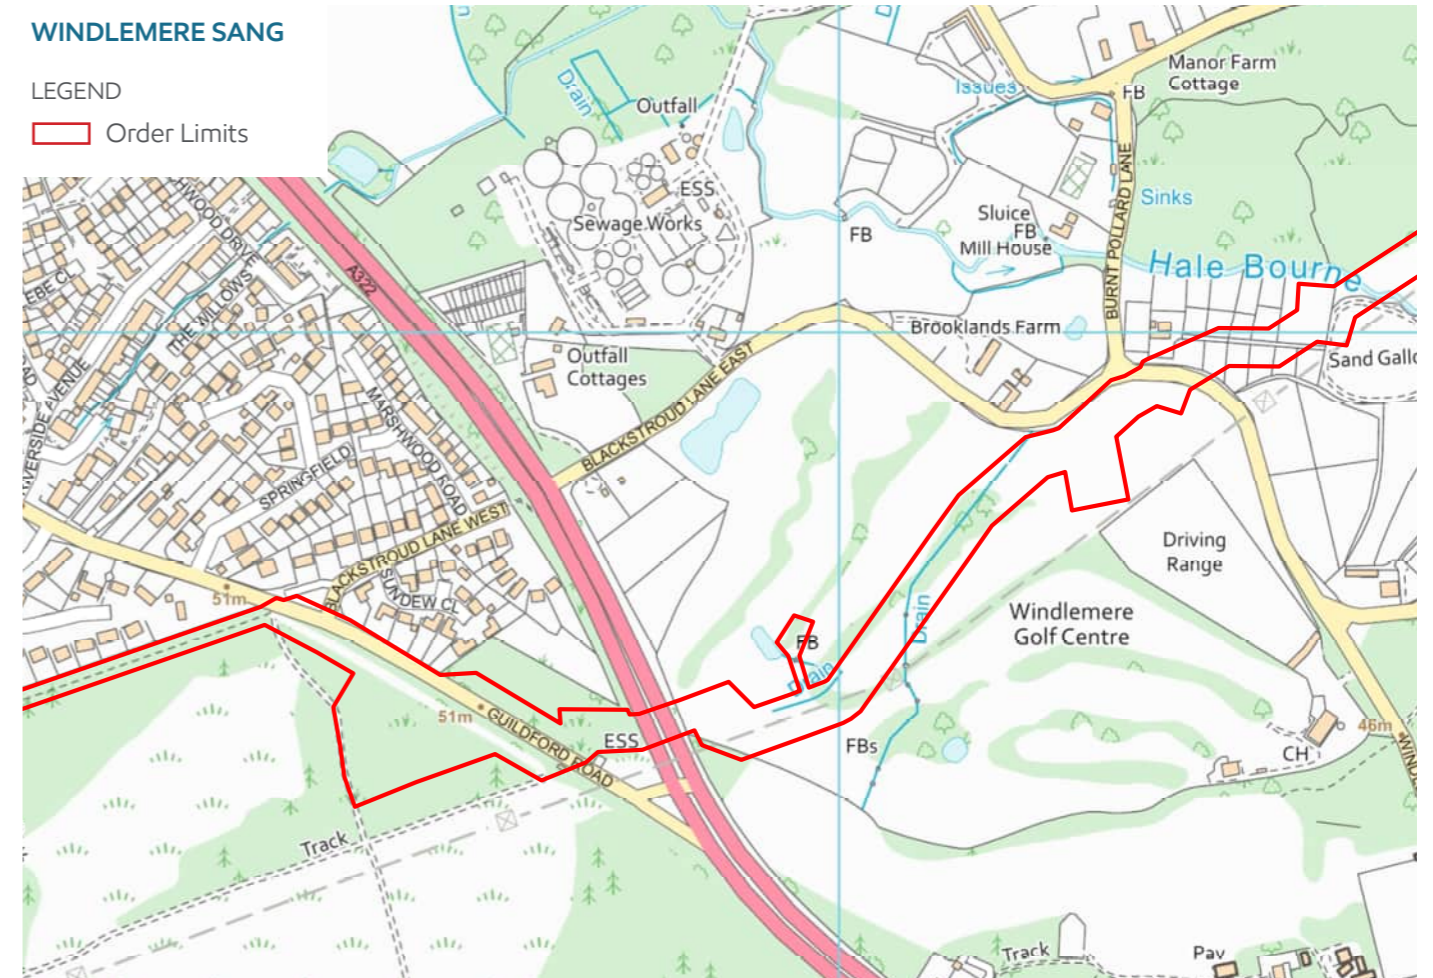 WINDLEMERE SANG
LEGEND
Order Limits
Drain
Outfall
Issues
FB
Manor Farm
Cottage
ESS
Sewage Works
BURNT POLLARD LANE
Sinks
Sluice
FB
Mill House
FB
Hale Bourne
A322
THE WILLOWS
Brooklands Farm
Outfall
Cottages
BLACKSTROUD LANE EAST
MARSHWOOD ROAD
SPRINGFIELD
BLACKSTROUD LANE WEST
SUNDEW CL
51m
Driving
Range
Windlemere
Golf Centre
Drain
FB
Drain
51m
GUILDFORD ROAD
ESS
FBs
46m
CH
Track
Track
Pav